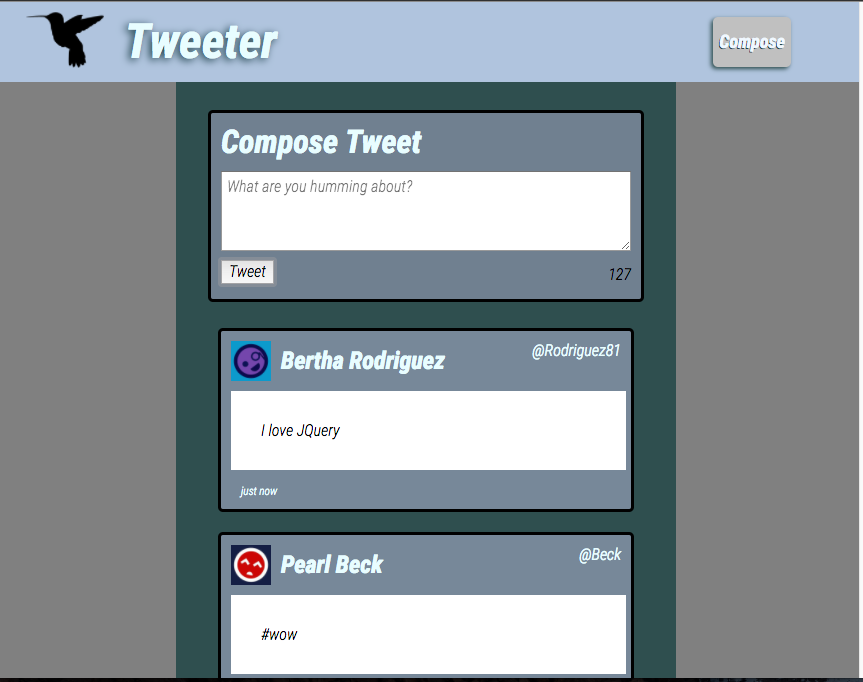 Tweeter
Compose
Compose Tweet
What are you humming about?
Tweet
127
Bertha Rodriguez
@Rodriguez81
I love JQuery
just now
Pearl Beck
@Beck
#wow